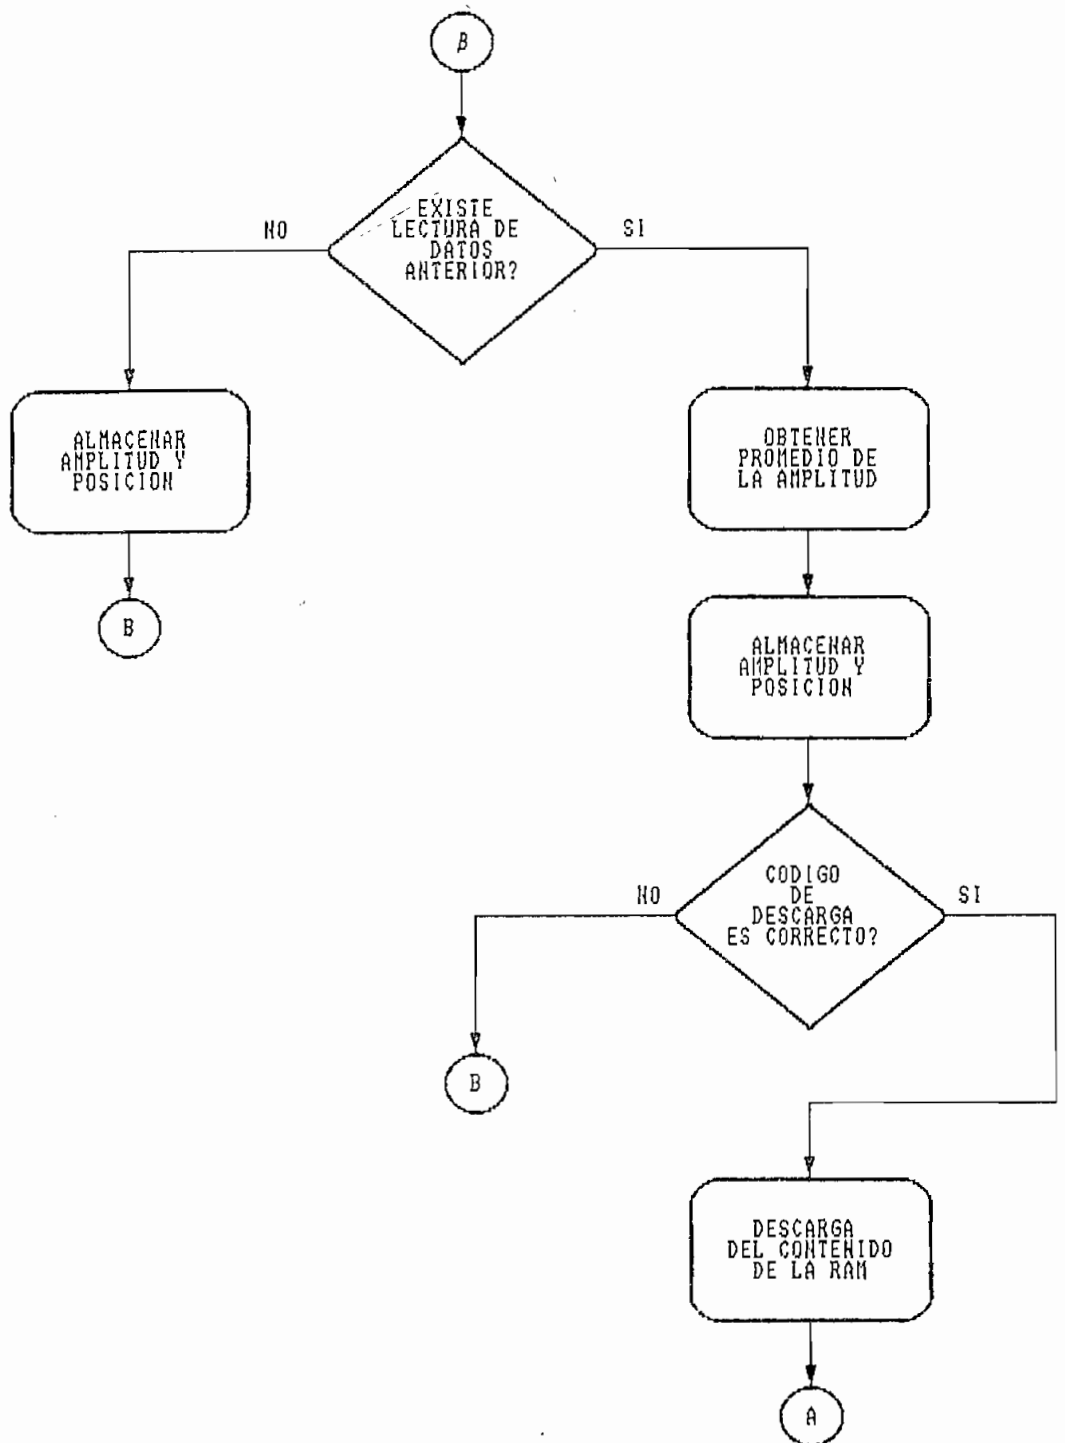 β
EXISTE
LECTURA DE
DATOS
ANTERIOR?
NO
SI
ALMACENAR
AMPLITUD Y
POSICION
OBTENER
PROMEDIO DE
LA AMPLITUD
B
ALMACENAR
AMPLITUD Y
POSICION
CODIGO
DE
DESCARGA
ES CORRECTO?
NO
SI
B
DESCARGA
DEL CONTENIDO
DE LA RAM
A